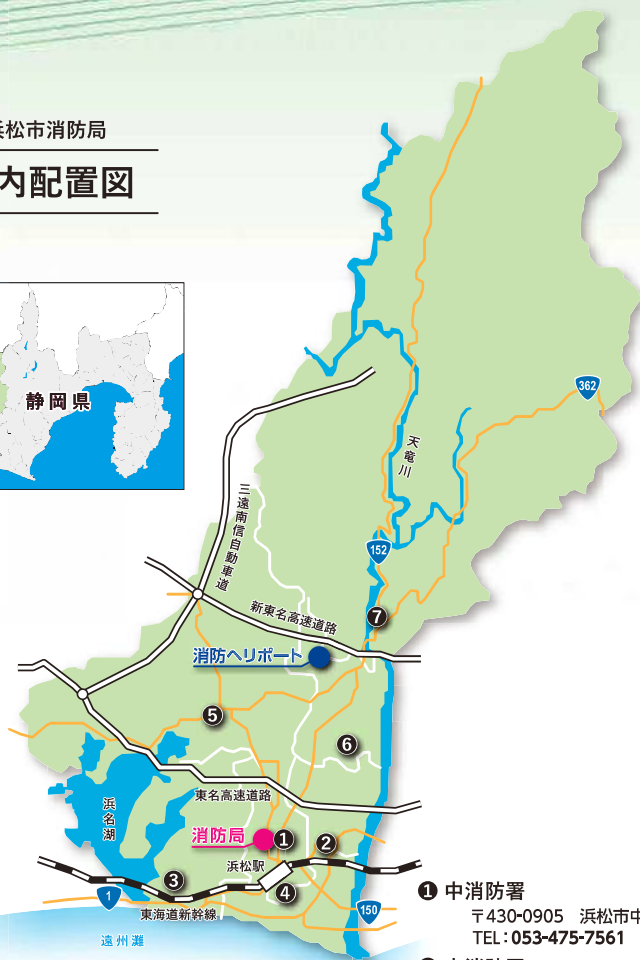 浜松市消防局
内配置図
静岡県
362
天竜川
三遠南信自動車道
152
7
新東名高速道路
消防ヘリポート
5
6
浜名湖
東名高速道路
消防局
1
2
浜松駅
3
4
1
東海道新幹線
150
遠州灘
❶ 中消防署
〒430-0905 浜松市中
TEL:053-475-7561